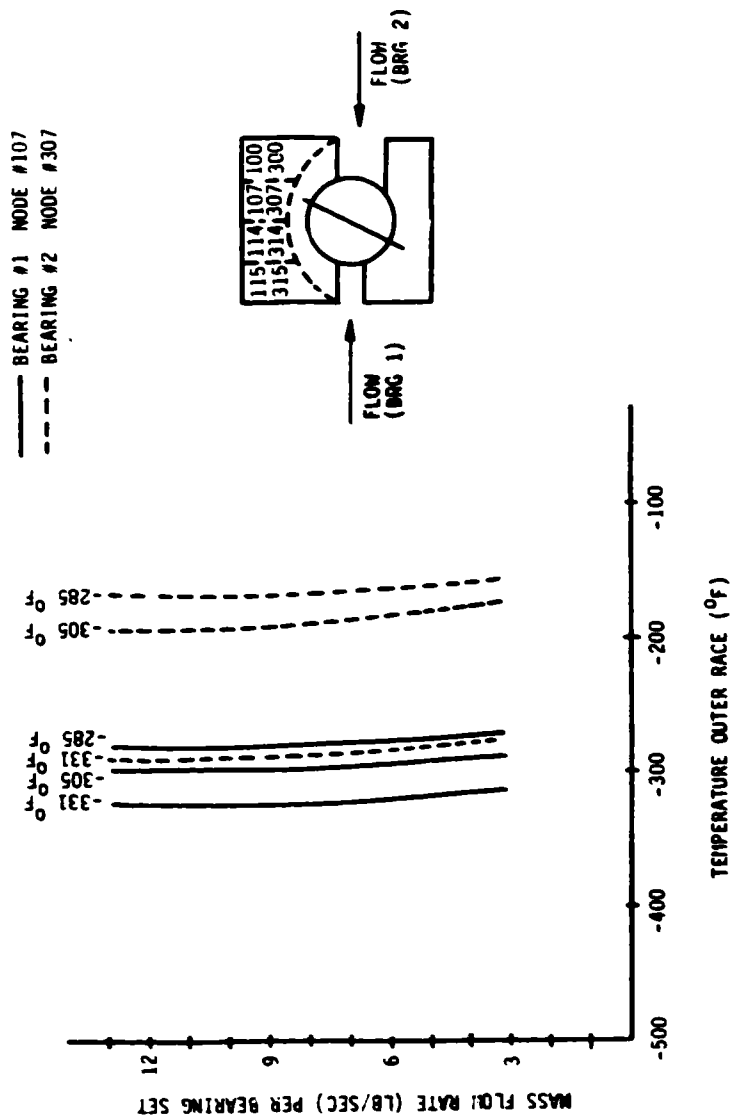 BEARING #1 NODE #107
BEARING #2 NODE #307
115 114 107 100
315 314 307 300
FLOW
(BRG 1)
FLOW
(BRG 2)
-285 °F
-305 °F
-285 °F
-331 °F
-305 °F
-331 °F
-100
-200
-300
-400
-500
TEMPERATURE OUTER RACE (°F)
12
9
6
3
MASS FLOW RATE (LB/SEC) PER BEARING SET